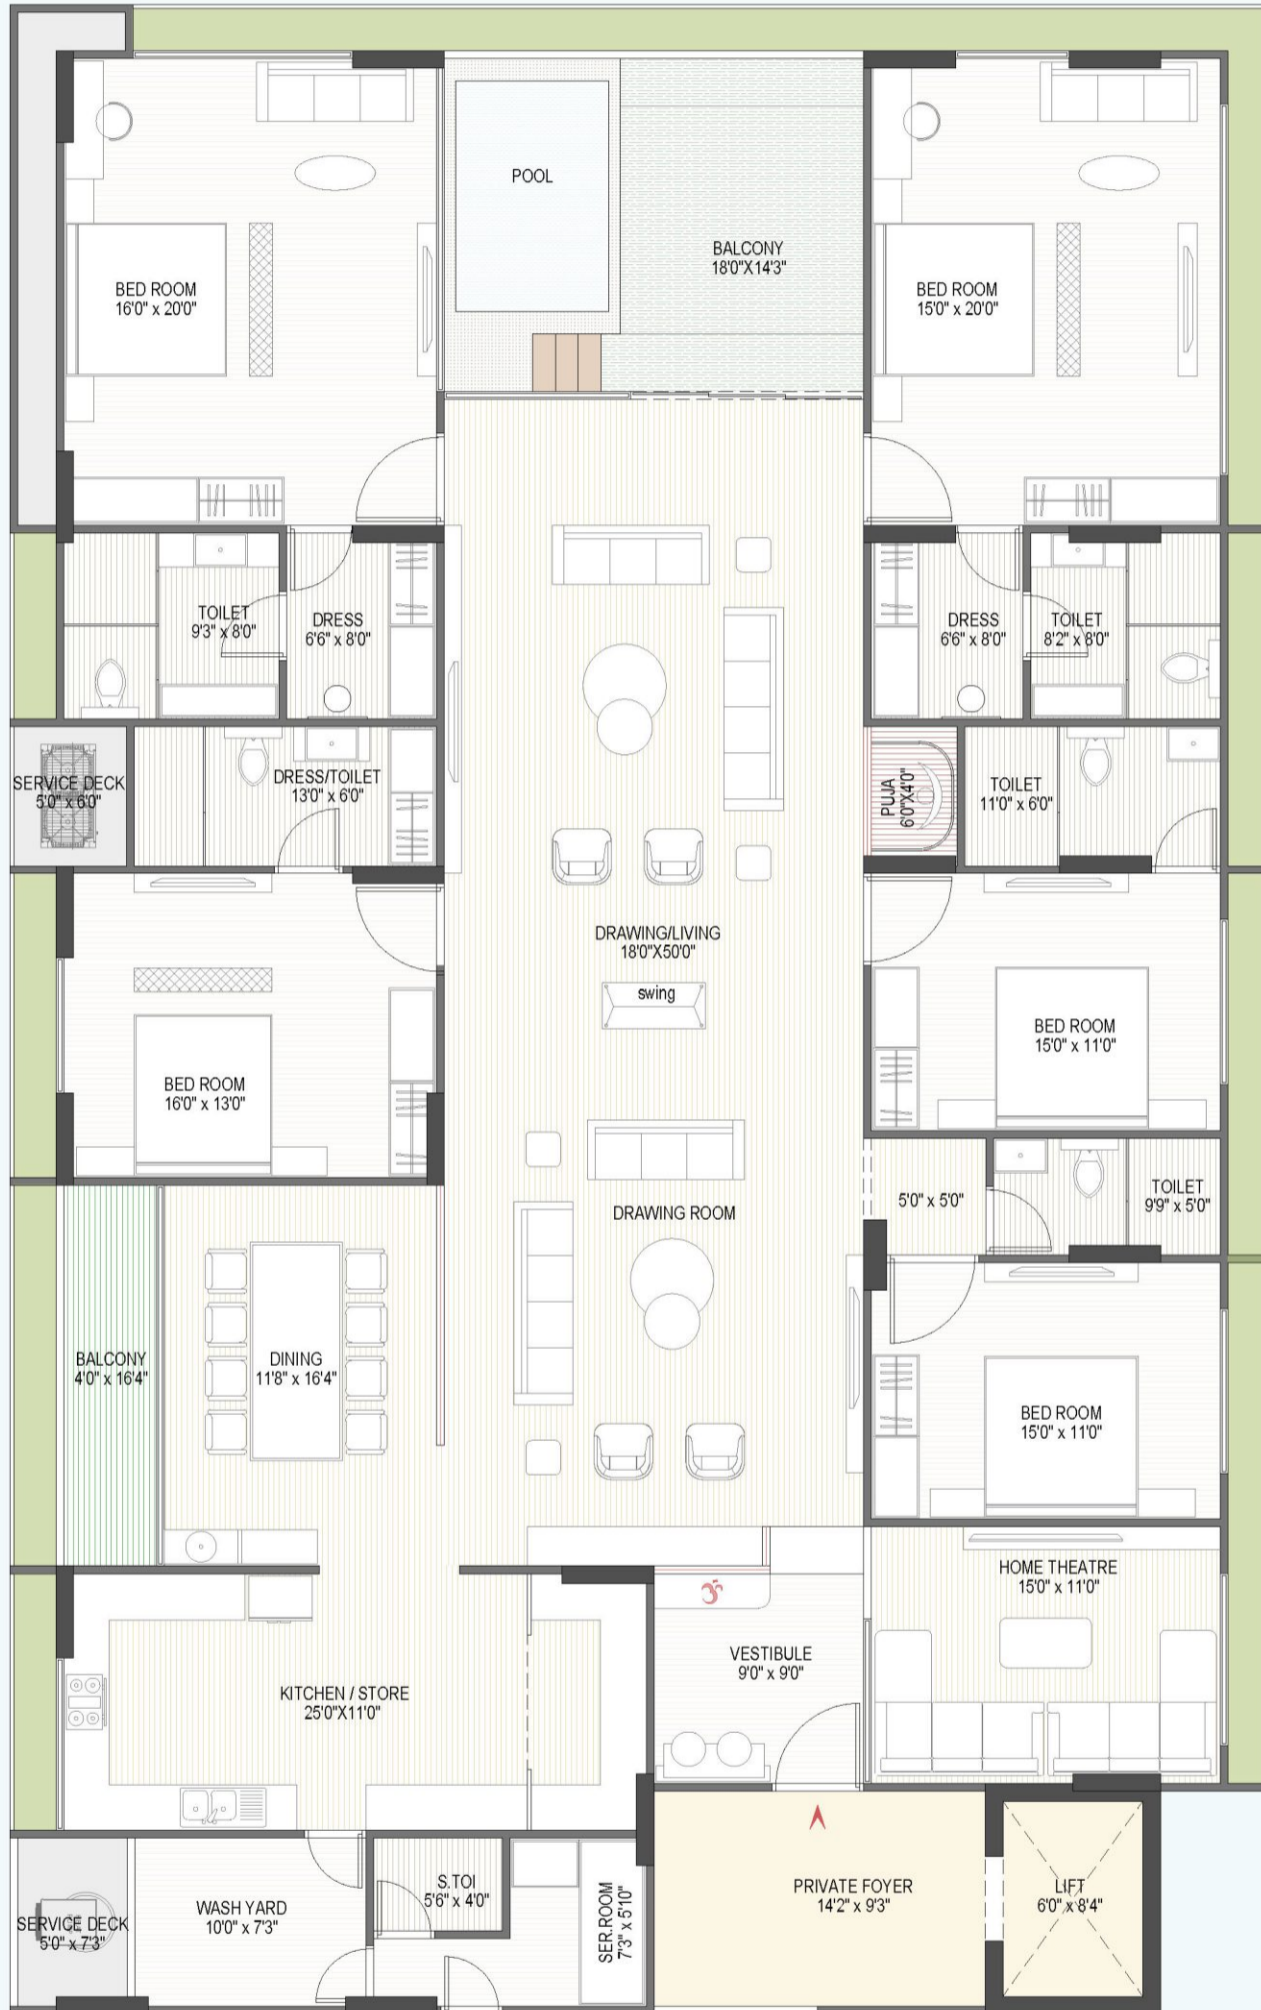 POOL
BALCONY
18'0"X14'3"
BED ROOM
16'0" x 20'0"
BED ROOM
15'0" x 20'0"
TOILET
9'3" x 8'0"
DRESS
6'6" x 8'0"
DRESS
6'6" x 8'0"
TOILET
8'2" x 8'0"
SERVICE DECK
5'0" x 6'0"
DRESS/TOILET
13'0" x 6'0"
PUJA
6'0"X4'0"
TOILET
11'0" x 6'0"
DRAWING/LIVING
18'0"X50'0"
swing
BED ROOM
15'0" x 11'0"
BED ROOM
16'0" x 13'0"
DRAWING ROOM
5'0" x 5'0"
TOILET
9'9" x 5'0"
BALCONY
4'0" x 16'4"
DINING
11'8" x 16'4"
BED ROOM
15'0" x 11'0"
HOME THEATRE
15'0" x 11'0"
ॐ
VESTIBULE
9'0" x 9'0"
KITCHEN / STORE
25'0"X11'0"
SERVICE DECK
5'0" x 7'3"
WASH YARD
10'0" x 7'3"
S.TOI
5'6" x 4'0"
SER.ROOM
7'3" x 5'10"
PRIVATE FOYER
14'2" x 9'3"
LIFT
6'0" x 8'4"